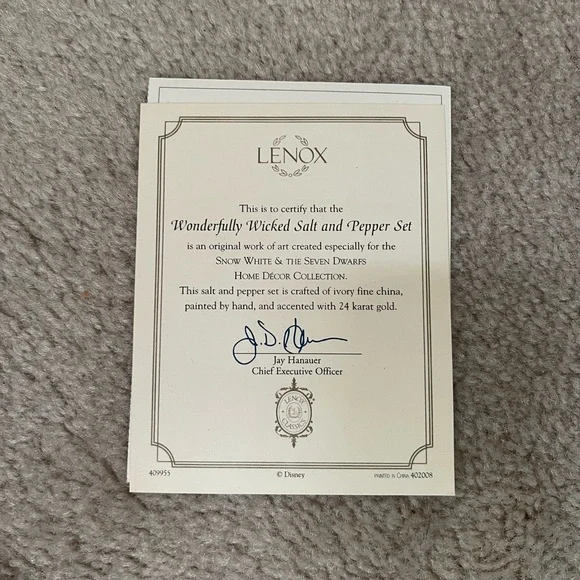 LENOX
This is to certify that the
Wonderfully Wicked Salt and Pepper Set
is an original work of art created especially for the
SNOW WHITE & THE SEVEN DWARFS
HOME DÉCOR COLLECTION.
This salt and pepper set is crafted of ivory fine china,
painted by hand, and accented with 24 karat gold.
Jay Hanauer
Chief Executive Officer
LENOX
CLASSICS
409955
© Disney
PRINTED IN CHINA 402008